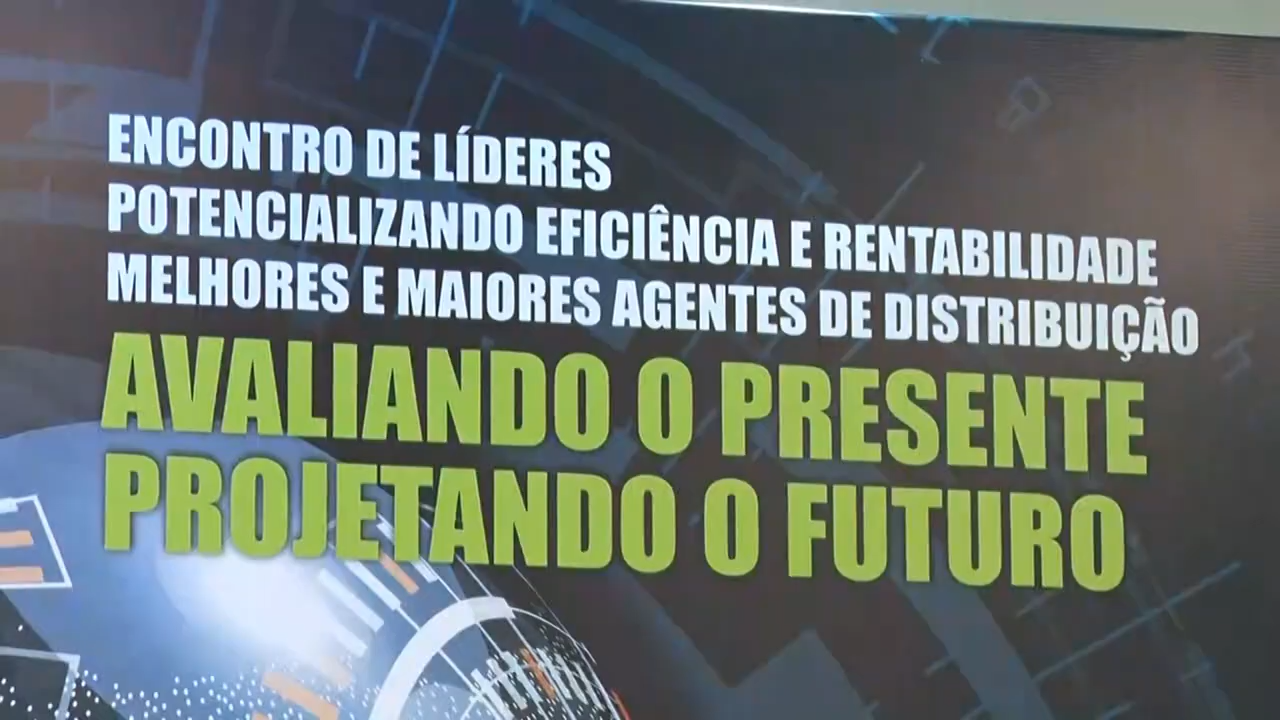 ENCONTRO DE LÍDERES
POTENCIALIZANDO EFICIÊNCIA E RENTABILIDADE
MELHORES E MAIORES AGENTES DE DISTRIBUIÇÃO
AVALIANDO O PRESENTE
PROJETANDO O FUTURO